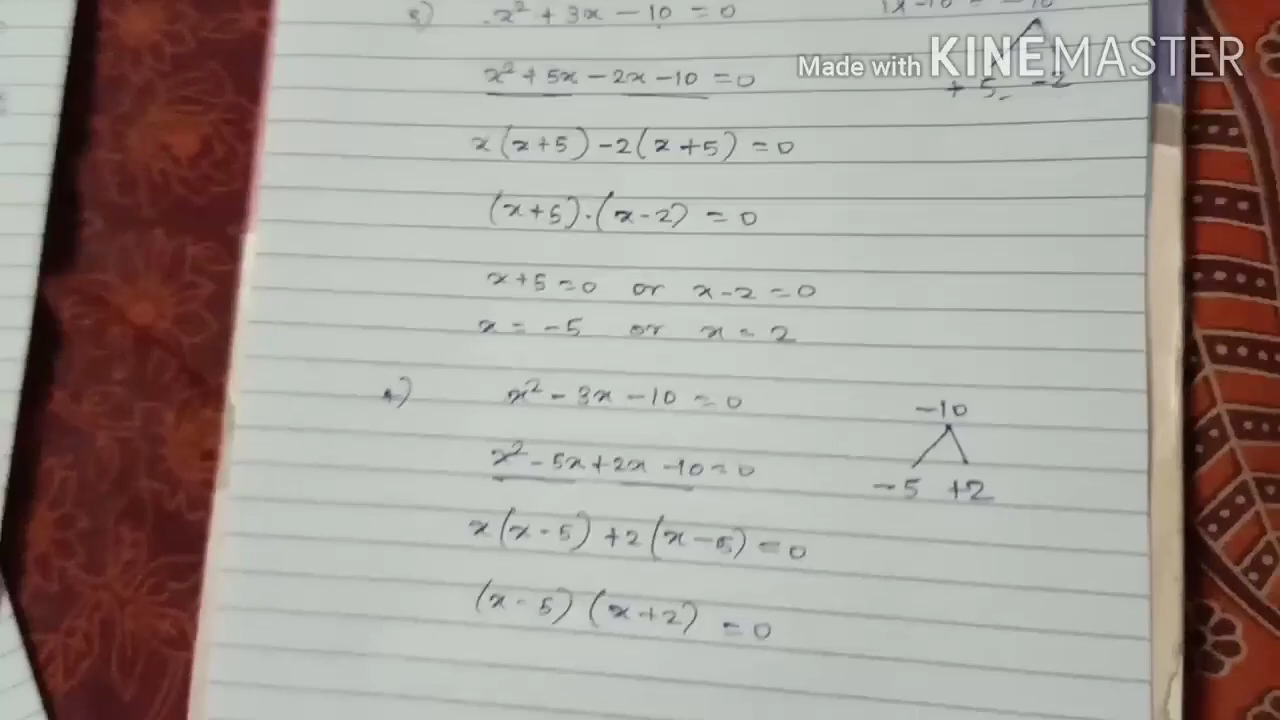 3) x² + 3x - 10 = 0
Made with KINEMASTER
x² + 5x - 2x - 10 = 0
+5, -2
x(x+5) -2(x+5) = 0
(x+5).(x-2) = 0
x+5=0 or x-2=0
x = -5 or x = 2
4) x² - 3x - 10 = 0
-10
x² - 5x + 2x - 10 = 0
-5 +2
x(x-5) +2(x-5) = 0
(x-5) (x+2) = 0